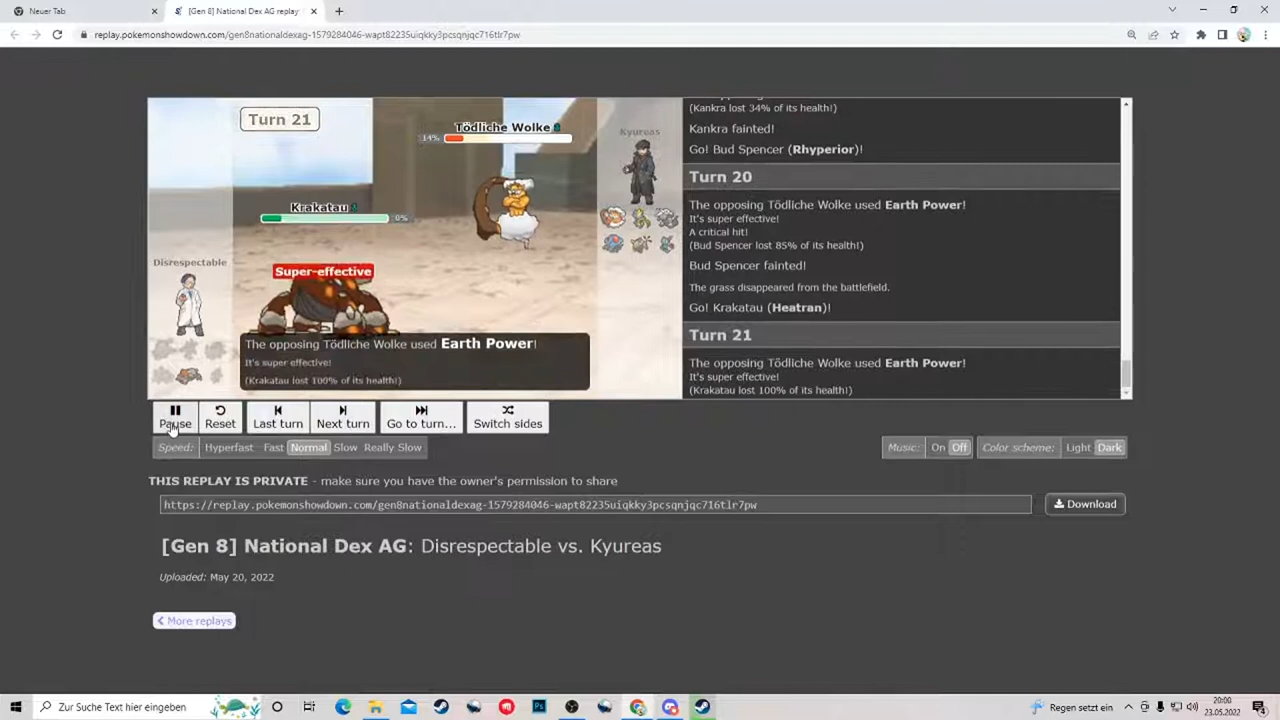 Neuer Tab
[Gen 8] National Dex AG replay
replay.pokemonshowdown.com/gen8nationaldexag-1579284046-wapt82235uiqkky3pcsqnjqc716tlr7pw
Turn 21
14% Tödliche Wolke
Krakatau 0%
Disrespectable
Kyureas
Super-effective
The opposing Tödliche Wolke used Earth Power!
It's super effective!
(Krakatau lost 100% of its health!)
(Kankra lost 34% of its health!)
Kankra fainted!
Go! Bud Spencer (Rhyperior)!
Turn 20
The opposing Tödliche Wolke used Earth Power!
It's super effective!
A critical hit!
(Bud Spencer lost 85% of its health!)
Bud Spencer fainted!
The grass disappeared from the battlefield.
Go! Krakatau (Heatran)!
Turn 21
The opposing Tödliche Wolke used Earth Power!
It's super effective!
(Krakatau lost 100% of its health!)
Pause Reset Last turn Next turn Go to turn... Switch sides
Speed: Hyperfast Fast Normal Slow Really Slow
Music: On Off
Color scheme: Light Dark
THIS REPLAY IS PRIVATE - make sure you have the owner's permission to share
https://replay.pokemonshowdown.com/gen8nationaldexag-1579284046-wapt82235uiqkky3pcsqnjqc716tlr7pw
Download
[Gen 8] National Dex AG: Disrespectable vs. Kyureas
Uploaded: May 20, 2022
More replays
Zur Suche Text hier eingeben
Regen setzt ein
20:00
23.05.2022